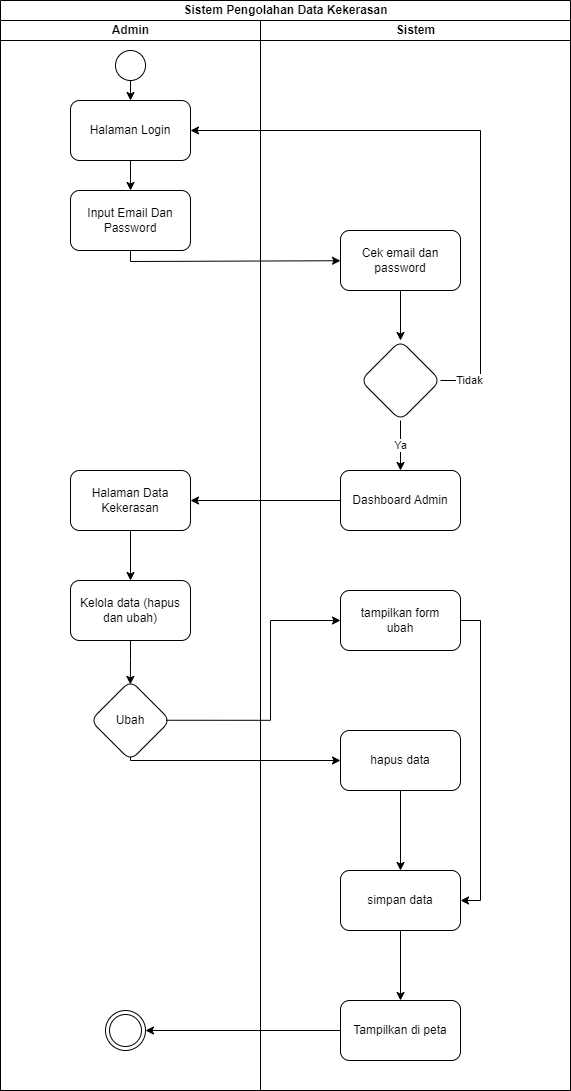 Sistem Pengolahan Data Kekerasan
Admin
Sistem
Halaman Login
Input Email Dan
Password
Cek email dan
password
Tidak
Ya
Halaman Data
Kekerasan
Dashboard Admin
Kelola data (hapus
dan ubah)
tampilkan form
ubah
Ubah
hapus data
simpan data
Tampilkan di peta